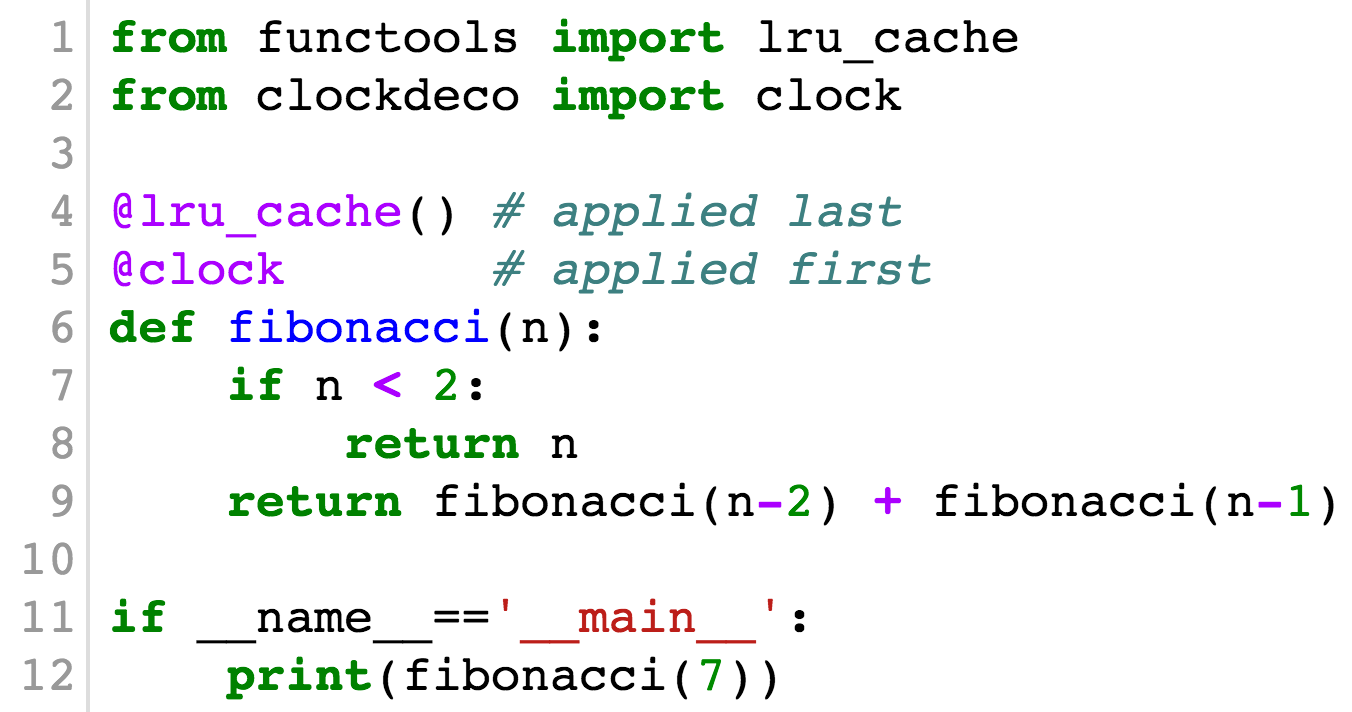 1 from functools import lru_cache
2 from clockdeco import clock
3
4 @lru_cache() # applied last
5 @clock       # applied first
6 def fibonacci(n):
7     if n < 2:
8         return n
9     return fibonacci(n-2) + fibonacci(n-1)
10
11 if __name__=='__main__':
12     print(fibonacci(7))